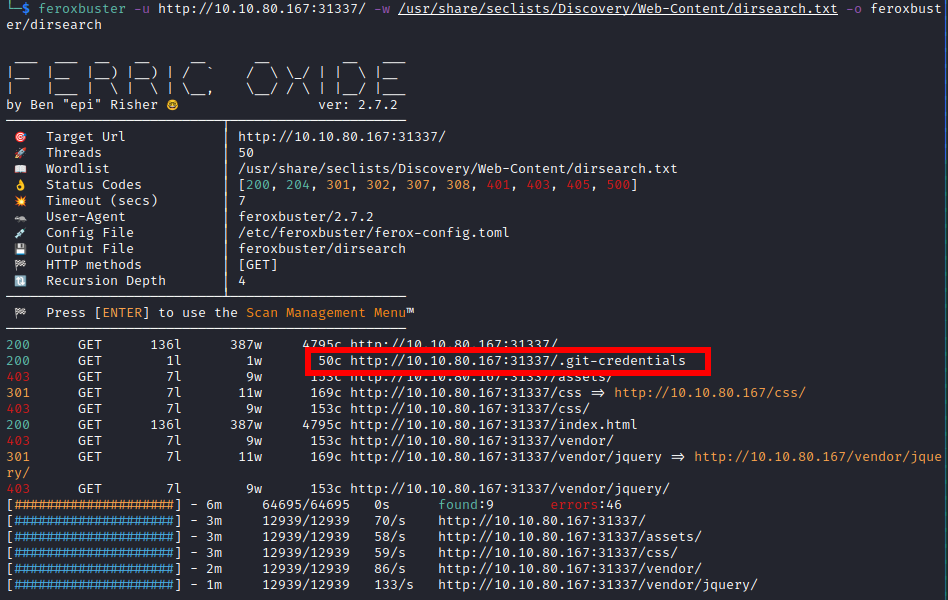 └─$ feroxbuster -u http://10.10.80.167:31337/ -w /usr/share/seclists/Discovery/Web-Content/dirsearch.txt -o feroxbust
er/dirsearch
FERRIC OXIDE
by Ben "epi" Risher 🤓 ver: 2.7.2
🎯 Target Url │ http://10.10.80.167:31337/
🚀 Threads │ 50
📖 Wordlist │ /usr/share/seclists/Discovery/Web-Content/dirsearch.txt
👌 Status Codes │ [200, 204, 301, 302, 307, 308, 401, 403, 405, 500]
💥 Timeout (secs) │ 7
🦡 User-Agent │ feroxbuster/2.7.2
💉 Config File │ /etc/feroxbuster/ferox-config.toml
💾 Output File │ feroxbuster/dirsearch
🏁 HTTP methods │ [GET]
🔃 Recursion Depth │ 4
🏁 Press [ENTER] to use the Scan Management Menu™
200 GET 136l 387w 4795c http://10.10.80.167:31337/
200 GET 1l 1w 50c http://10.10.80.167:31337/.git-credentials
403 GET 7l 9w 153c http://10.10.80.167:31337/assets/
301 GET 7l 11w 169c http://10.10.80.167:31337/css => http://10.10.80.167/css/
403 GET 7l 9w 153c http://10.10.80.167:31337/css/
200 GET 136l 387w 4795c http://10.10.80.167:31337/index.html
403 GET 7l 9w 153c http://10.10.80.167:31337/vendor/
301 GET 7l 11w 169c http://10.10.80.167:31337/vendor/jquery => http://10.10.80.167/vendor/jque
ry/
403 GET 7l 9w 153c http://10.10.80.167:31337/vendor/jquery/
[####################] - 6m 64695/64695 0s found:9 errors:46
[####################] - 3m 12939/12939 70/s http://10.10.80.167:31337/
[####################] - 3m 12939/12939 58/s http://10.10.80.167:31337/assets/
[####################] - 3m 12939/12939 59/s http://10.10.80.167:31337/css/
[####################] - 2m 12939/12939 86/s http://10.10.80.167:31337/vendor/
[####################] - 1m 12939/12939 133/s http://10.10.80.167:31337/vendor/jquery/